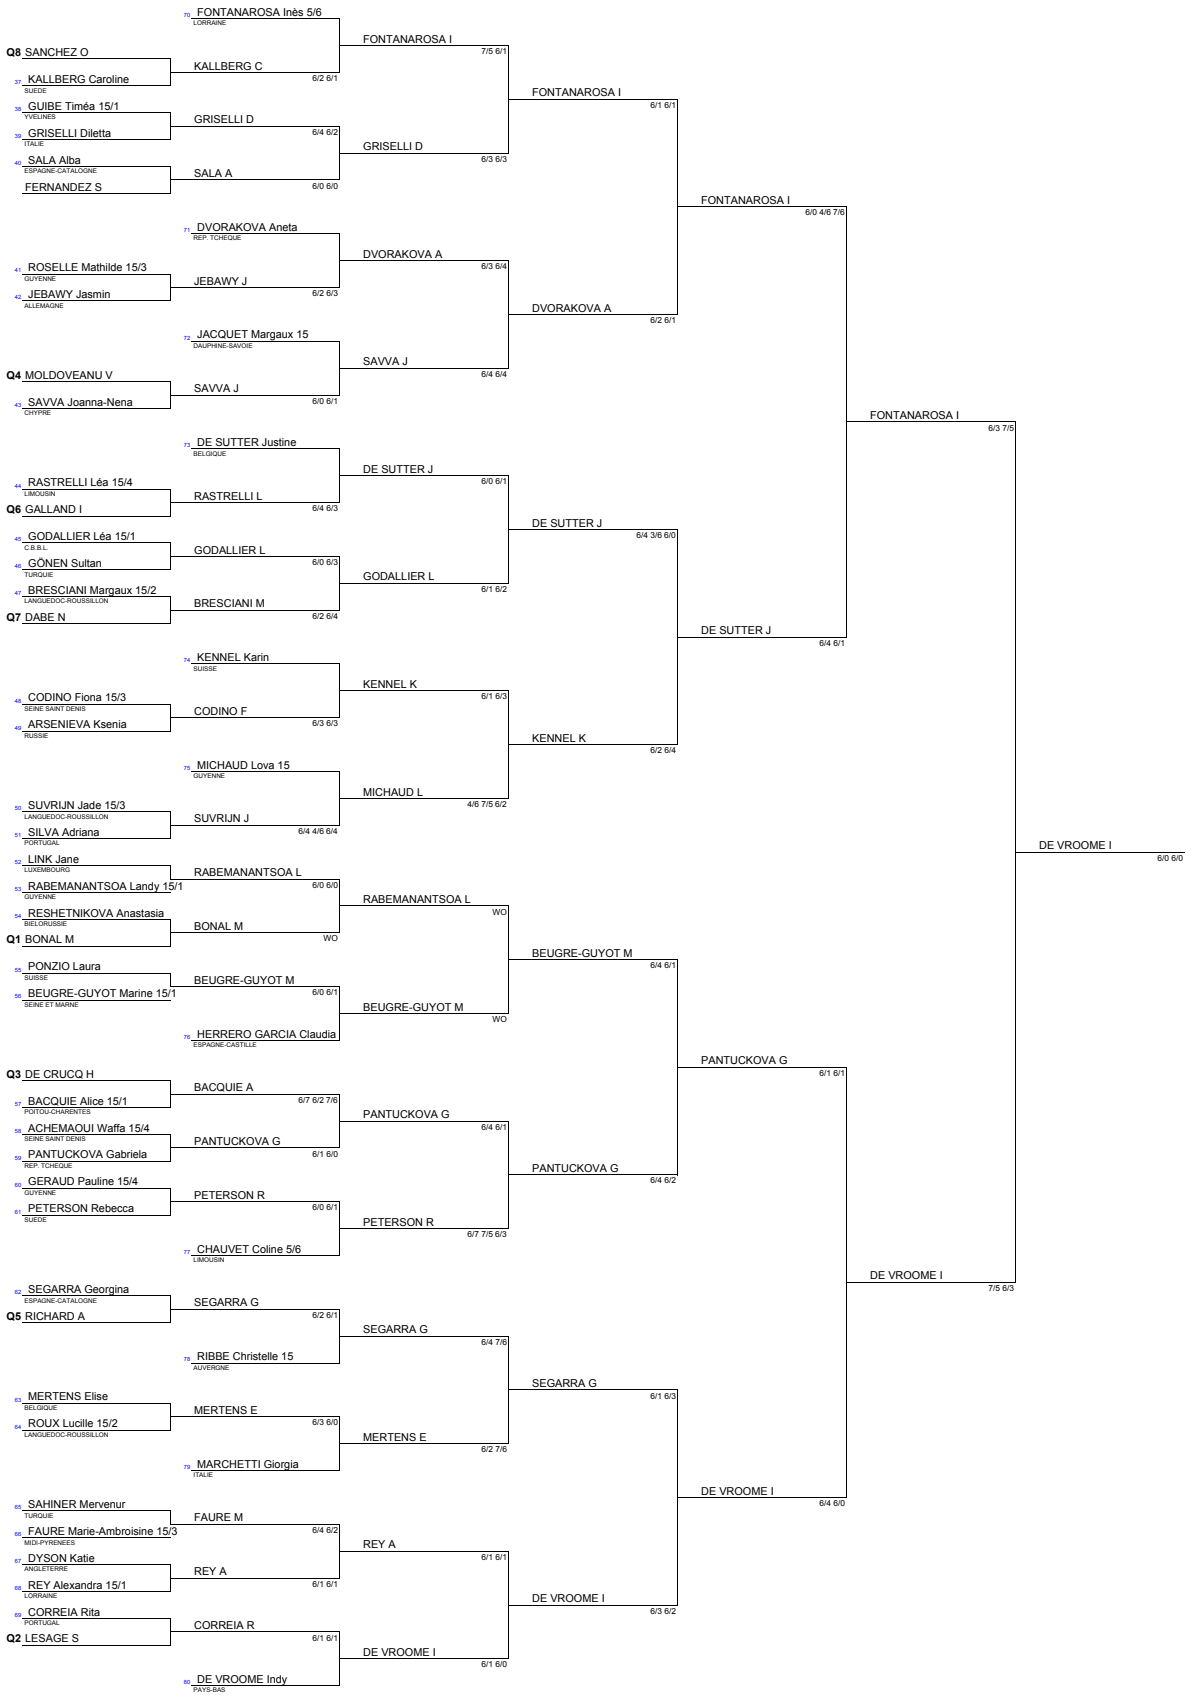 70 FONTANAROSA Inès 5/6
LORRAINE
FONTANAROSA I
7/5 6/1
Q8 SANCHEZ O
KALLBERG C
6/2 6/1
37 KALLBERG Caroline
SUEDE
FONTANAROSA I
6/1 6/1
38 GUIBE Timéa 15/1
YVELINES
GRISELLI D
6/4 6/2
39 GRISELLI Diletta
ITALIE
GRISELLI D
6/3 6/3
40 SALA Alba
ESPAGNE-CATALOGNE
SALA A
6/0 6/0
FERNANDEZ S
FONTANAROSA I
6/0 4/6 7/6
71 DVORAKOVA Aneta
REP. TCHEQUE
DVORAKOVA A
6/3 6/4
41 ROSELLE Mathilde 15/3
GUYENNE
JEBAWY J
6/2 6/3
42 JEBAWY Jasmin
ALLEMAGNE
DVORAKOVA A
6/2 6/1
72 JACQUET Margaux 15
DAUPHINE-SAVOIE
SAVVA J
6/4 6/4
Q4 MOLDOVEANU V
SAVVA J
6/0 6/1
43 SAVVA Joanna-Nena
CHYPRE
FONTANAROSA I
6/3 7/5
73 DE SUTTER Justine
BELGIQUE
DE SUTTER J
6/0 6/1
44 RASTRELLI Léa 15/4
LIMOUSIN
RASTRELLI L
6/4 6/3
Q6 GALLAND I
DE SUTTER J
6/4 3/6 6/0
45 GODALLIER Léa 15/1
C.B.B.L.
GODALLIER L
6/0 6/3
46 GÖNEN Sultan
TURQUIE
GODALLIER L
6/1 6/2
47 BRESCIANI Margaux 15/2
LANGUEDOC-ROUSSILLON
BRESCIANI M
6/2 6/4
Q7 DABE N
DE SUTTER J
6/4 6/1
74 KENNEL Karin
SUISSE
KENNEL K
6/1 6/3
48 CODINO Fiona 15/3
SEINE SAINT DENIS
CODINO F
6/3 6/3
49 ARSENIEVA Ksenia
RUSSIE
KENNEL K
6/2 6/4
75 MICHAUD Lova 15
GUYENNE
MICHAUD L
4/6 7/5 6/2
50 SUVRIJN Jade 15/3
LANGUEDOC-ROUSSILLON
SUVRIJN J
6/4 4/6 6/4
51 SILVA Adriana
PORTUGAL
DE VROOME I
6/0 6/0
52 LINK Jane
LUXEMBOURG
RABEMANANTSOA L
6/0 6/0
53 RABEMANANTSOA Landy 15/1
GUYENNE
RABEMANANTSOA L
WO
54 RESHETNIKOVA Anastasia
BIELORUSSIE
BONAL M
WO
Q1 BONAL M
BEUGRE-GUYOT M
6/4 6/1
55 PONZIO Laura
SUISSE
BEUGRE-GUYOT M
6/0 6/1
56 BEUGRE-GUYOT Marine 15/1
SEINE ET MARNE
BEUGRE-GUYOT M
WO
76 HERRERO GARCIA Claudia
ESPAGNE-CASTILLE
PANTUCKOVA G
6/1 6/1
Q3 DE CRUCQ H
BACQUIE A
6/7 6/2 7/6
57 BACQUIE Alice 15/1
POITOU-CHARENTES
PANTUCKOVA G
6/4 6/1
58 ACHEMAOUI Waffa 15/4
SEINE SAINT DENIS
PANTUCKOVA G
6/1 6/0
59 PANTUCKOVA Gabriela
REP. TCHEQUE
PANTUCKOVA G
6/4 6/2
60 GERAUD Pauline 15/4
GUYENNE
PETERSON R
6/0 6/1
61 PETERSON Rebecca
SUEDE
PETERSON R
6/7 7/5 6/3
77 CHAUVET Coline 5/6
LIMOUSIN
DE VROOME I
7/5 6/3
62 SEGARRA Georgina
ESPAGNE-CATALOGNE
SEGARRA G
6/2 6/1
Q5 RICHARD A
SEGARRA G
6/4 7/6
78 RIBBE Christelle 15
AUVERGNE
SEGARRA G
6/1 6/3
63 MERTENS Elise
BELGIQUE
MERTENS E
6/3 6/0
64 ROUX Lucille 15/2
LANGUEDOC-ROUSSILLON
MERTENS E
6/2 7/6
79 MARCHETTI Giorgia
ITALIE
DE VROOME I
6/4 6/0
65 SAHINER Mervenur
TURQUIE
FAURE M
6/4 6/2
66 FAURE Marie-Ambroisine 15/3
MIDI-PYRENEES
REY A
6/1 6/1
67 DYSON Katie
ANGLETERRE
REY A
6/1 6/1
68 REY Alexandra 15/1
LORRAINE
DE VROOME I
6/3 6/2
69 CORREIA Rita
PORTUGAL
CORREIA R
6/1 6/1
Q2 LESAGE S
DE VROOME I
6/1 6/0
80 DE VROOME Indy
PAYS-BAS